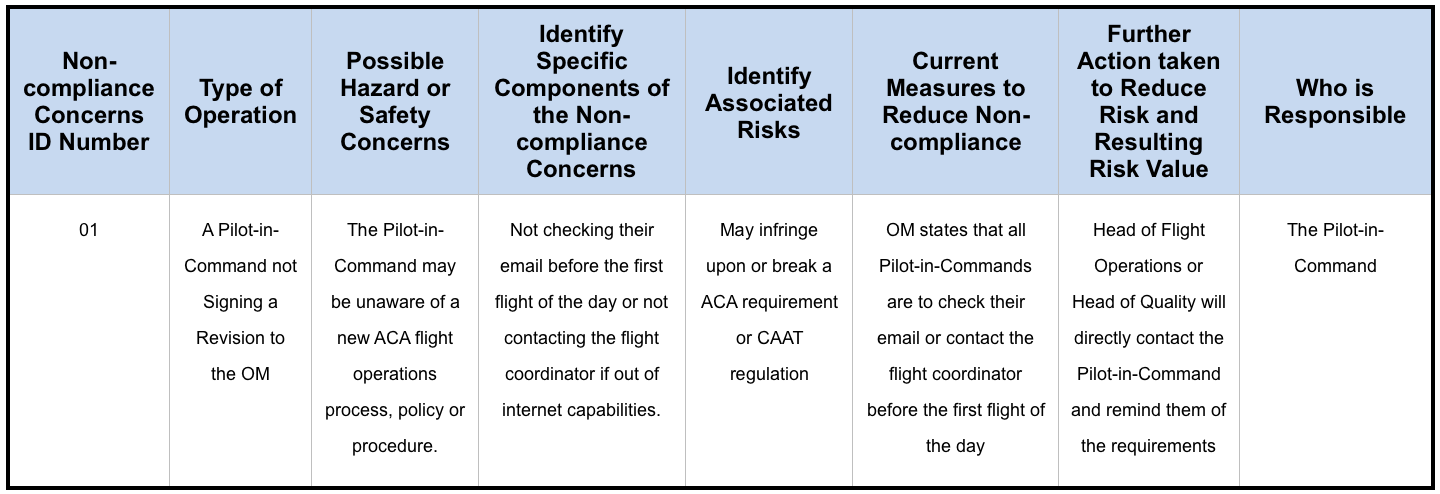 Non-
compliance
Concerns
ID Number
Type of
Operation
Possible
Hazard or
Safety
Concerns
Identify
Specific
Components of
the Non-
compliance
Concerns
Identify
Associated
Risks
Current
Measures to
Reduce Non-
compliance
Further
Action taken
to Reduce
Risk and
Resulting
Risk Value
Who is
Responsible
01
A Pilot-in-
Command not
Signing a
Revision to
the OM
The Pilot-in-
Command may
be unaware of a
new ACA flight
operations
process, policy or
procedure.
Not checking their
email before the first
flight of the day or not
contacting the flight
coordinator if out of
internet capabilities.
May infringe
upon or break a
ACA requirement
or CAAT
regulation
OM states that all
Pilot-in-Commands
are to check their
email or contact the
flight coordinator
before the first flight of
the day
Head of Flight
Operations or
Head of Quality will
directly contact the
Pilot-in-Command
and remind them of
the requirements
The Pilot-in-
Command